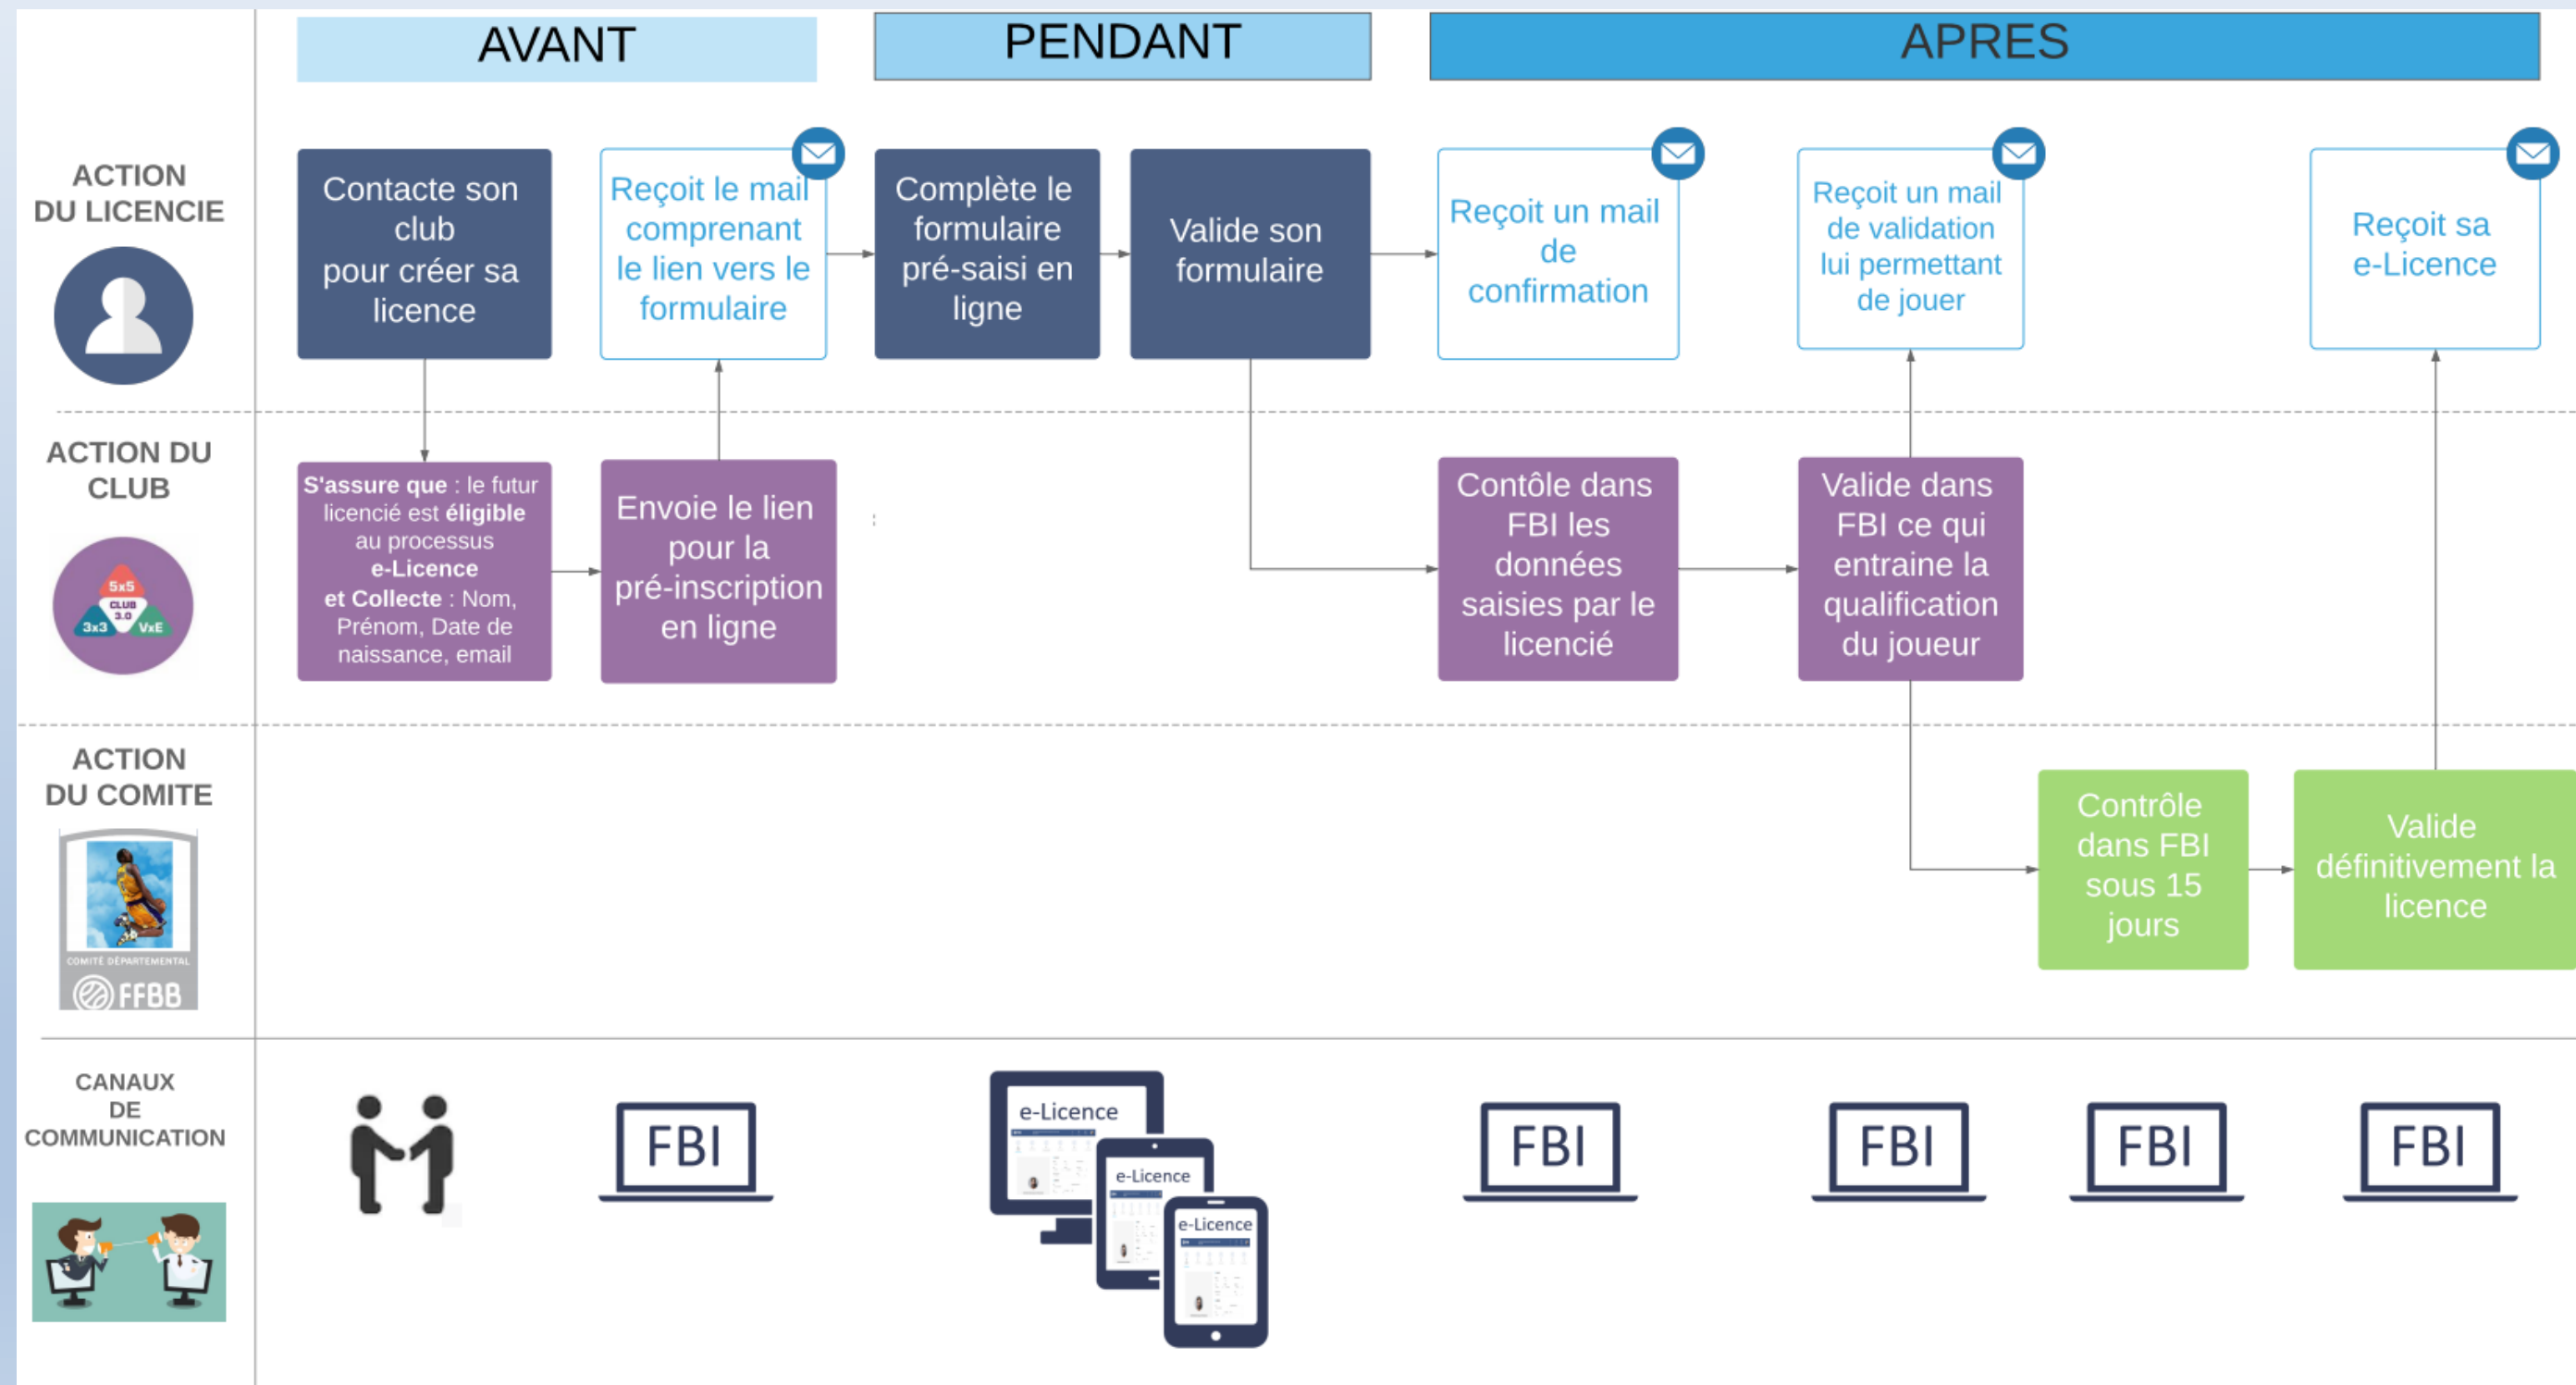 AVANT
PENDANT
APRES
ACTION
DU LICENCIE
Contacte son
club
pour créer sa
licence
Reçoit le mail
comprenant
le lien vers le
formulaire
Complète le
formulaire
pré-saisi en
ligne
Valide son
formulaire
Reçoit un mail
de
confirmation
Reçoit un mail
de validation
lui permettant
de jouer
Reçoit sa
e-Licence
ACTION DU
CLUB
5x5
CLUB
3.0
3x3
VxE
S'assure que : le futur
licencié est éligible
au processus
e-Licence
et Collecte : Nom,
Prénom, Date de
naissance, email
Envoie le lien
pour la
pré-inscription
en ligne
Contôle dans
FBI les
données
saisies par le
licencié
Valide dans
FBI ce qui
entraine la
qualification
du joueur
ACTION
DU COMITE
COMITÉ DÉPARTEMENTAL
FFBB
Contrôle
dans FBI
sous 15
jours
Valide
définitivement la
licence
CANAUX
DE
COMMUNICATION
FBI
e-Licence
e-Licence
e-Licence
FBI
FBI
FBI
FBI